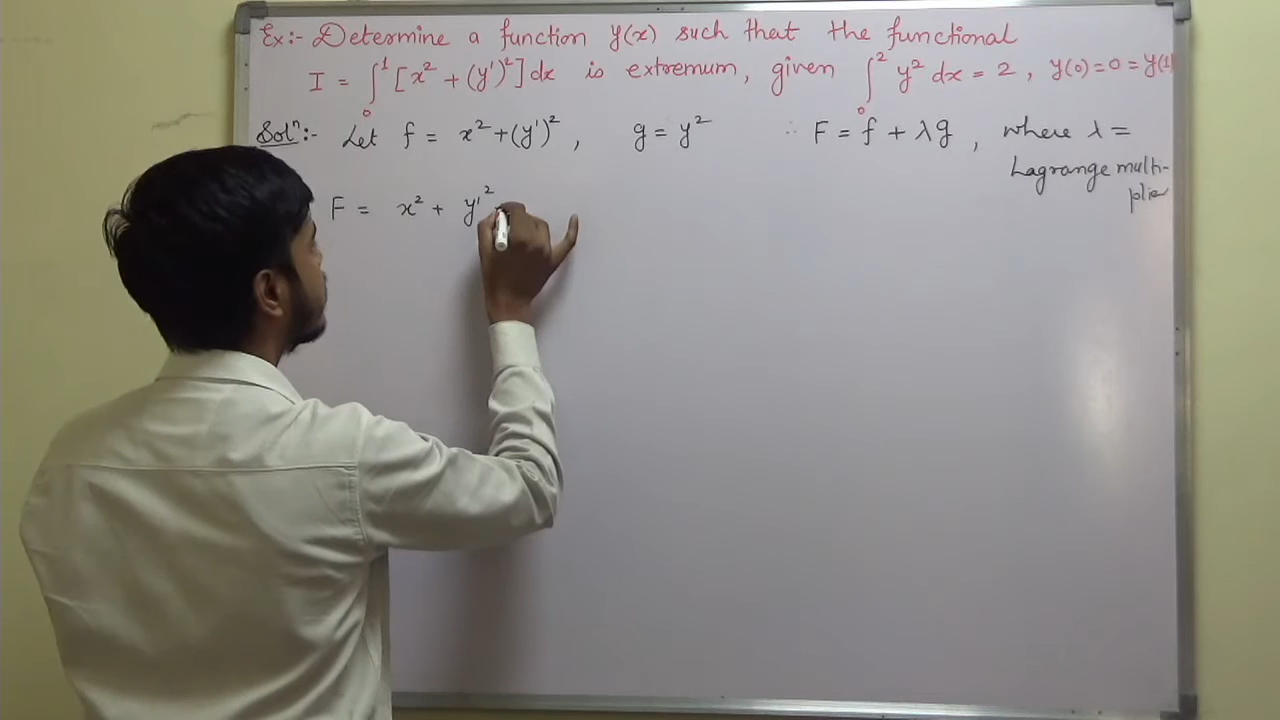 Ex:- Determine a function y(x) such that the functional
I = ∫₀¹ [x² + (y')²] dx is extremum, given ∫₀² y² dx = 2, y(0) = 0 = y(1)
Solⁿ:- Let f = x² + (y')², g = y² ∴ F = f + λg, where λ =
Lagrange multi-
plier
F = x² + y'²